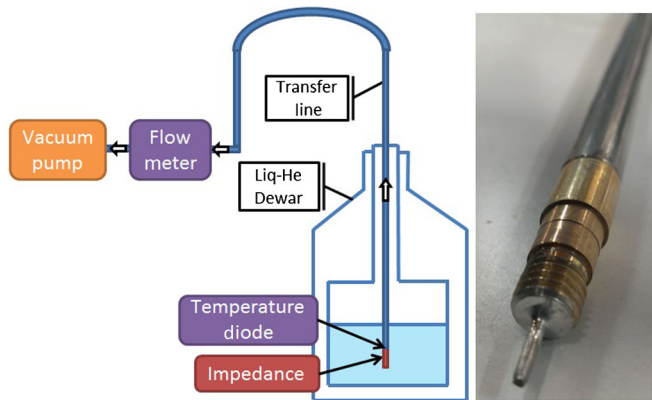 Transfer
line
Vacuum
pump
Flow
meter
Liq-He
Dewar
Temperature
diode
Impedance